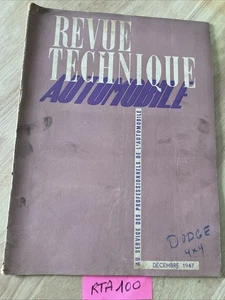 REVUE
TECHNIQUE
AUTOMOBILE
AU SERVICE DES PROFESSIONNELS DE L'AUTOMOBILE
DODGE
4x4
DÉCEMBRE 1947
RTA 100